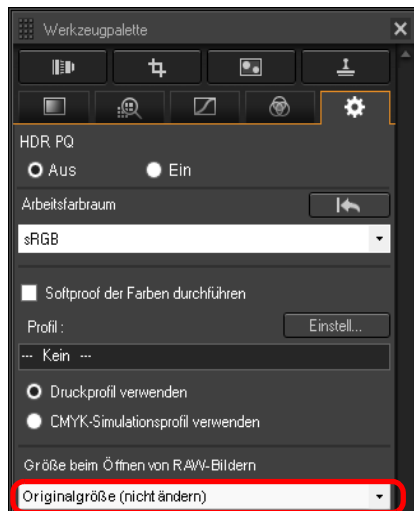 Werkzeugpalette
HDR PQ
Aus Ein
Arbeitsfarbraum
sRGB
Softproof der Farben durchführen
Profil : Einstell...
--- Kein ---
Druckprofil verwenden
CMYK-Simulationsprofil verwenden
Größe beim Öffnen von RAW-Bildern
Originalgröße (nicht ändern)